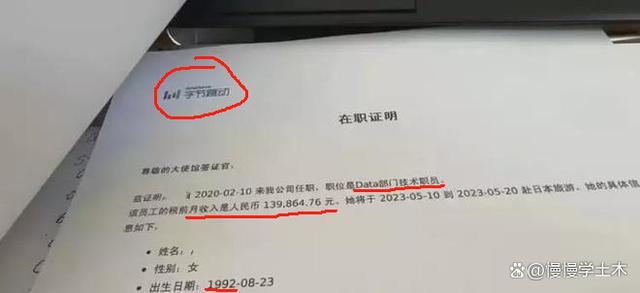 字节跳动
在职证明
尊敬的大使馆签证官：
兹证明， 2020-02-10 来我公司任职，职位是Data部门技术职员。
该员工的税前月收入是人民币 139,864.76 元。她将于 2023-05-10 到 2023-05-20 赴日本旅游。她的具体信
息如下。
• 姓名：
• 性别：女
• 出生日期：1992-08-23
@慢慢学土木